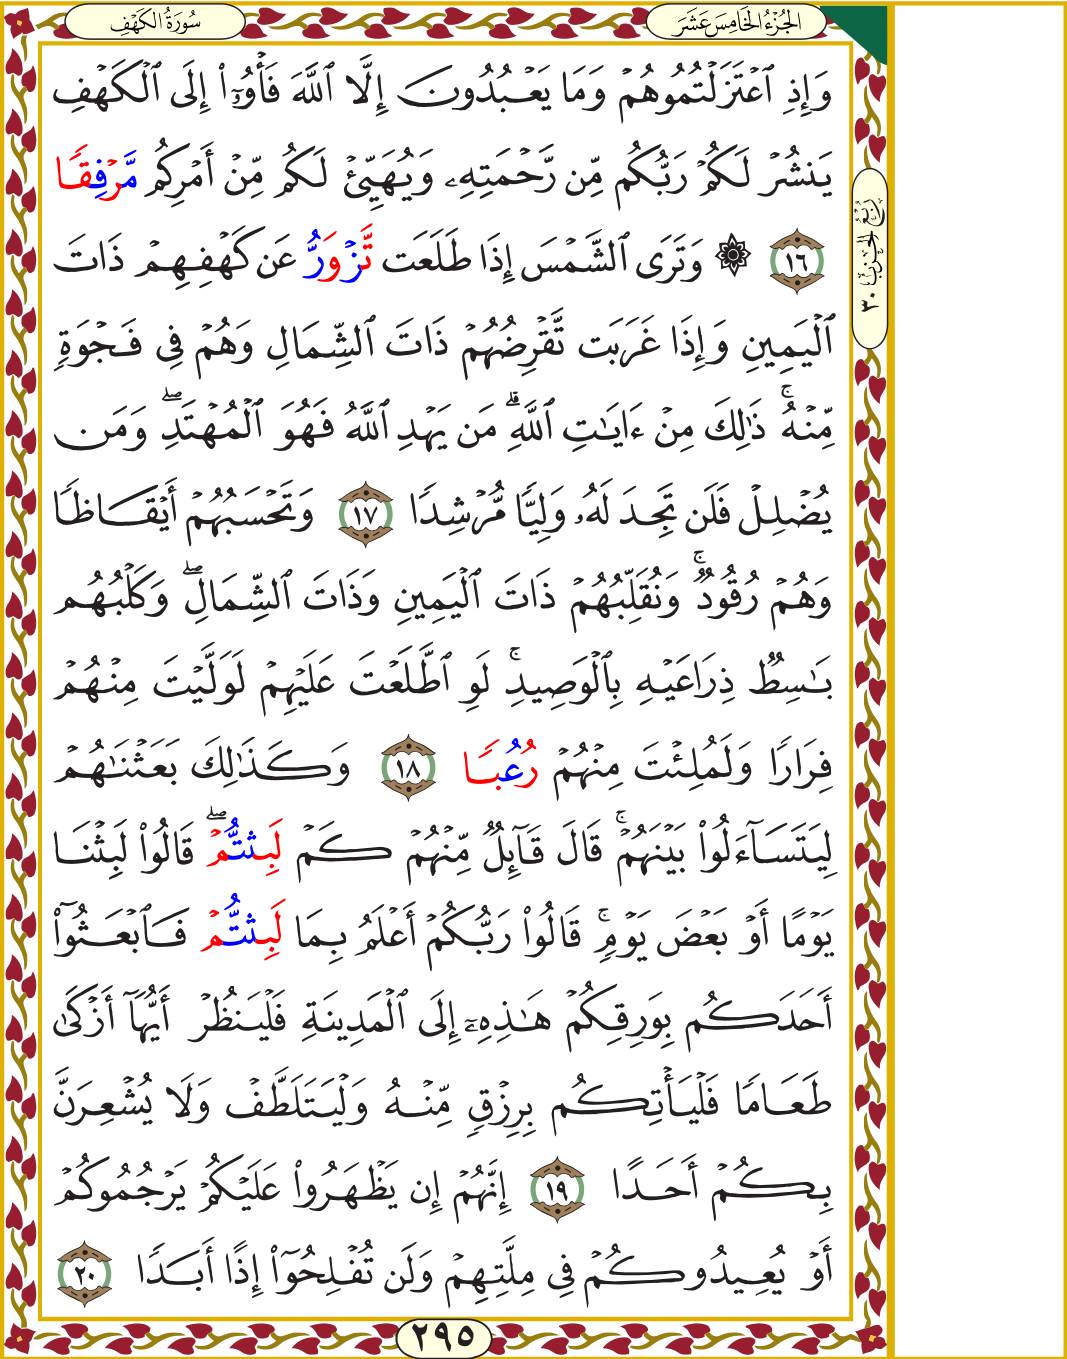 سُورَةُ الكَهْفِ
الجُزْءُ الخَامِسَ عَشَرَ
وَإِذِ ٱعۡتَزَلۡتُمُوهُمۡ وَمَا يَعۡبُدُونَ إِلَّا ٱللَّهَ فَأۡوُۥٓاْ إِلَى ٱلۡكَهۡفِ
يَنشُرۡ لَكُمۡ رَبُّكُم مِّن رَّحۡمَتِهِۦ وَيُهَيِّئۡ لَكُم مِّنۡ أَمۡرِكُم مَّرۡفِقًا
١٦ ۞ وَتَرَى ٱلشَّمۡسَ إِذَا طَلَعَت تَّزۡوَرُّ عَن كَهۡفِهِمۡ ذَاتَ
ٱلۡيَمِينِ وَإِذَا غَرَبَت تَّقۡرِضُهُمۡ ذَاتَ ٱلشِّمَالِ وَهُمۡ فِي فَجۡوَةٖ
مِّنۡهُۚ ذَٰلِكَ مِنۡ ءَايَٰتِ ٱللَّهِۗ مَن يَهۡدِ ٱللَّهُ فَهُوَ ٱلۡمُهۡتَدِۖ وَمَن
يُضۡلِلۡ فَلَن تَجِدَ لَهُۥ وَلِيّٗا مُّرۡشِدٗا ١٧ وَتَحۡسَبُهُمۡ أَيۡقَاظٗا
وَهُمۡ رُقُودٞۚ وَنُقَلِّبُهُمۡ ذَاتَ ٱلۡيَمِينِ وَذَاتَ ٱلشِّمَالِۖ وَكَلۡبُهُم
بَٰسِطٞ ذِرَاعَيۡهِ بِٱلۡوَصِيدِۚ لَوِ ٱطَّلَعۡتَ عَلَيۡهِمۡ لَوَلَّيۡتَ مِنۡهُمۡ
فِرَارٗا وَلَمُلِئۡتَ مِنۡهُمۡ رُعُبٗا ١٨ وَكَذَٰلِكَ بَعَثۡنَٰهُمۡ
لِيَتَسَآءَلُواْ بَيۡنَهُمۡۚ قَالَ قَآئِلٞ مِّنۡهُمۡ كَمۡ لَبِثتُّمۡۖ قَالُواْ لَبِثۡنَا
يَوۡمًا أَوۡ بَعۡضَ يَوۡمٖۚ قَالُواْ رَبُّكُمۡ أَعۡلَمُ بِمَا لَبِثتُّمۡ فَٱبۡعَثُوٓاْ
أَحَدَكُم بِوَرِقِكُمۡ هَٰذِهِۦٓ إِلَى ٱلۡمَدِينَةِ فَلۡيَنظُرۡ أَيُّهَآ أَزۡكَىٰ
طَعَامٗا فَلۡيَأۡتِكُم بِرِزۡقٖ مِّنۡهُ وَلۡيَتَلَطَّفۡ وَلَا يُشۡعِرَنَّ
بِكُمۡ أَحَدًا ١٩ إِنَّهُمۡ إِن يَظۡهَرُواْ عَلَيۡكُمۡ يَرۡجُمُوكُمۡ
أَوۡ يُعِيدُوكُمۡ فِي مِلَّتِهِمۡ وَلَن تُفۡلِحُوٓاْ إِذًا أَبَدٗا ٢٠
رُبْعُ الحِزْبِ ٣٠
٢٩٥